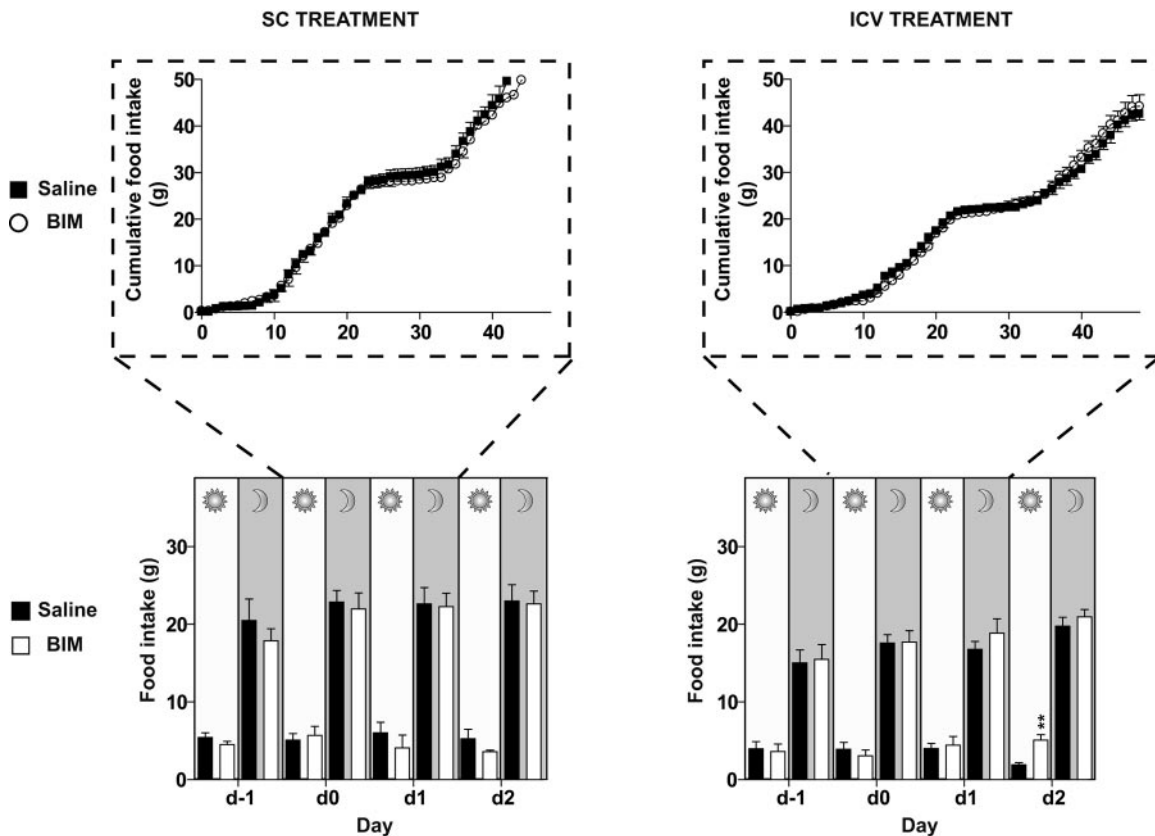 SC TREATMENT
ICV TREATMENT
Saline
BIM
Cumulative food intake
(g)
50
40
30
20
10
0
0 10 20 30 40
Cumulative food intake
(g)
50
40
30
20
10
0
0 10 20 30 40
Saline
BIM
Food intake (g)
30
20
10
0
d-1 d0 d1 d2
Day
Food intake (g)
30
20
10
0
**
d-1 d0 d1 d2
Day